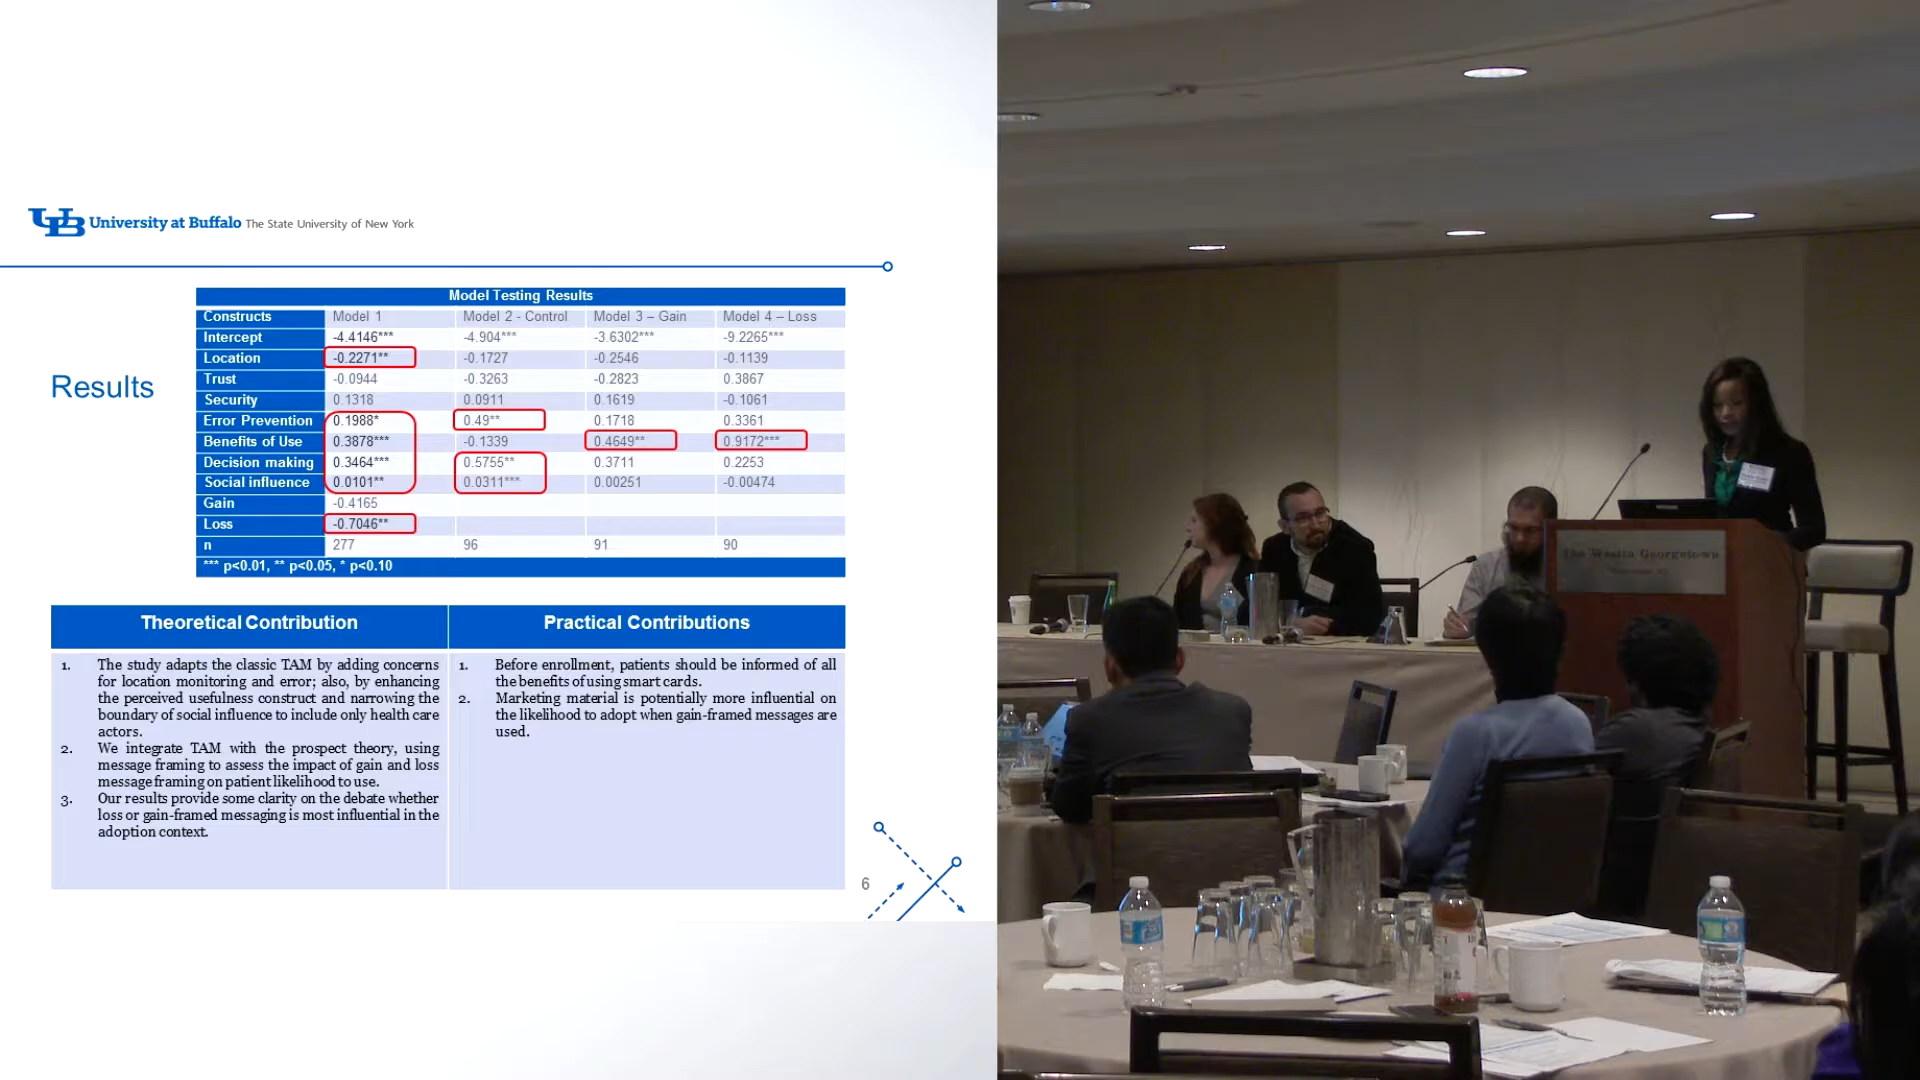 UB University at Buffalo The State University of New York
Results
Model Testing Results
Constructs Model 1 Model 2 - Control Model 3 – Gain Model 4 – Loss
Intercept -4.4146*** -4.904*** -3.6302*** -9.2265***
Location -0.2271** -0.1727 -0.2546 -0.1139
Trust -0.0944 -0.3263 -0.2823 0.3867
Security 0.1318 0.0911 0.1619 -0.1061
Error Prevention 0.1988* 0.49** 0.1718 0.3361
Benefits of Use 0.3878*** -0.1339 0.4649** 0.9172***
Decision making 0.3464*** 0.5755** 0.3711 0.2253
Social influence 0.0101** 0.0311*** 0.00251 -0.00474
Gain -0.4165
Loss -0.7046**
n 277 96 91 90
*** p<0.01, ** p<0.05, * p<0.10
Theoretical Contribution
1. The study adapts the classic TAM by adding concerns
for location monitoring and error; also, by enhancing
the perceived usefulness construct and narrowing the
boundary of social influence to include only health care
actors.
2. We integrate TAM with the prospect theory, using
message framing to assess the impact of gain and loss
message framing on patient likelihood to use.
3. Our results provide some clarity on the debate whether
loss or gain-framed messaging is most influential in the
adoption context.
Practical Contributions
1. Before enrollment, patients should be informed of all
the benefits of using smart cards.
2. Marketing material is potentially more influential on
the likelihood to adopt when gain-framed messages are
used.
6
The Westin Georgetown